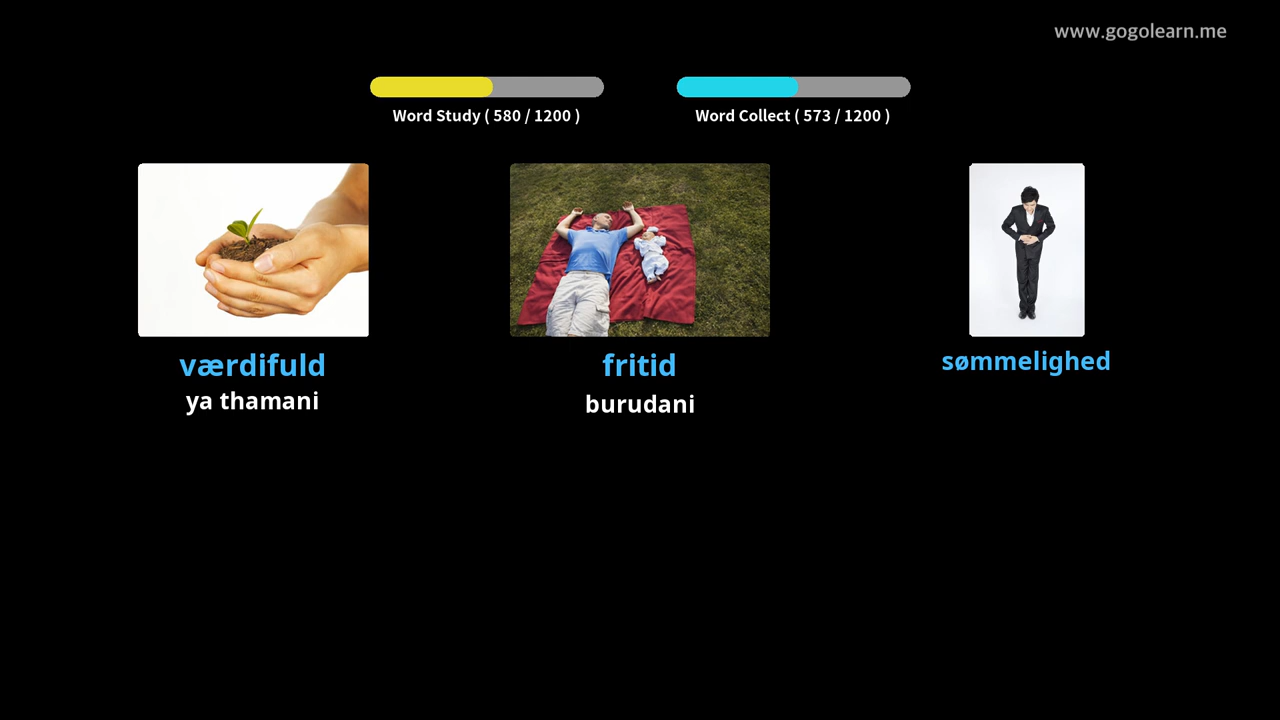 www.gogolearn.me
Word Study ( 580 / 1200 )
Word Collect ( 573 / 1200 )
værdifuld
ya thamani
fritid
burudani
sømmelighed